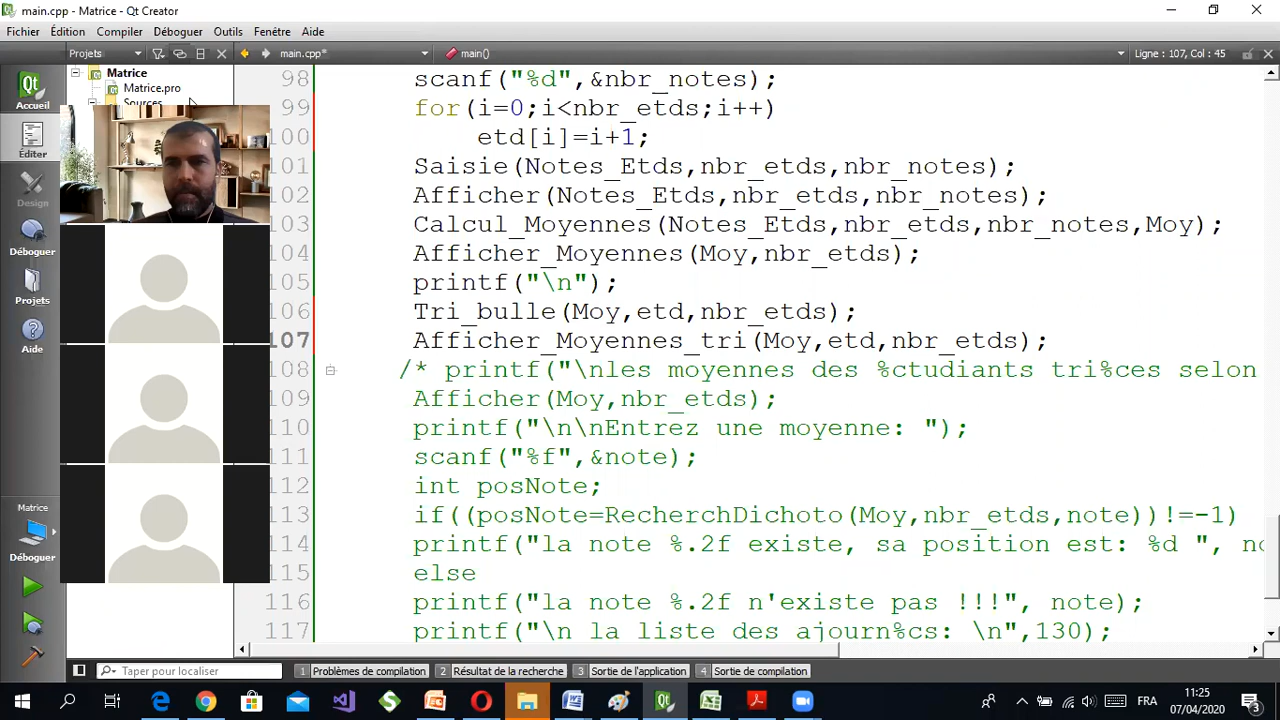 main.cpp - Matrice - Qt Creator
Fichier Édition Compiler Déboguer Outils Fenêtre Aide
Projets main.cpp* main() Ligne : 107, Col : 45
Matrice
Matrice.pro
Sources
Accueil
Éditer
Design
Déboguer
Projets
Aide
Matrice
Déboguer
98 scanf("%d",&nbr_notes);
99 for(i=0;i<nbr_etds;i++)
100 etd[i]=i+1;
101 Saisie(Notes_Etds,nbr_etds,nbr_notes);
102 Afficher(Notes_Etds,nbr_etds,nbr_notes);
103 Calcul_Moyennes(Notes_Etds,nbr_etds,nbr_notes,Moy);
104 Afficher_Moyennes(Moy,nbr_etds);
105 printf("\n");
106 Tri_bulle(Moy,etd,nbr_etds);
107 Afficher_Moyennes_tri(Moy,etd,nbr_etds);
108 /* printf("\nles moyennes des %ctudiants tri%ces selon
109 Afficher(Moy,nbr_etds);
110 printf("\n\nEntrez une moyenne: ");
111 scanf("%f",&note);
112 int posNote;
113 if((posNote=RecherchDichoto(Moy,nbr_etds,note))!=-1)
114 printf("la note %.2f existe, sa position est: %d ", no
115 else
116 printf("la note %.2f n'existe pas !!!", note);
117 printf("\n la liste des ajourn%cs: \n",130);
Taper pour localiser 1 Problèmes de compilation 2 Résultat de la recherche 3 Sortie de l'application 4 Sortie de compilation
FRA 11:25
07/04/2020
3